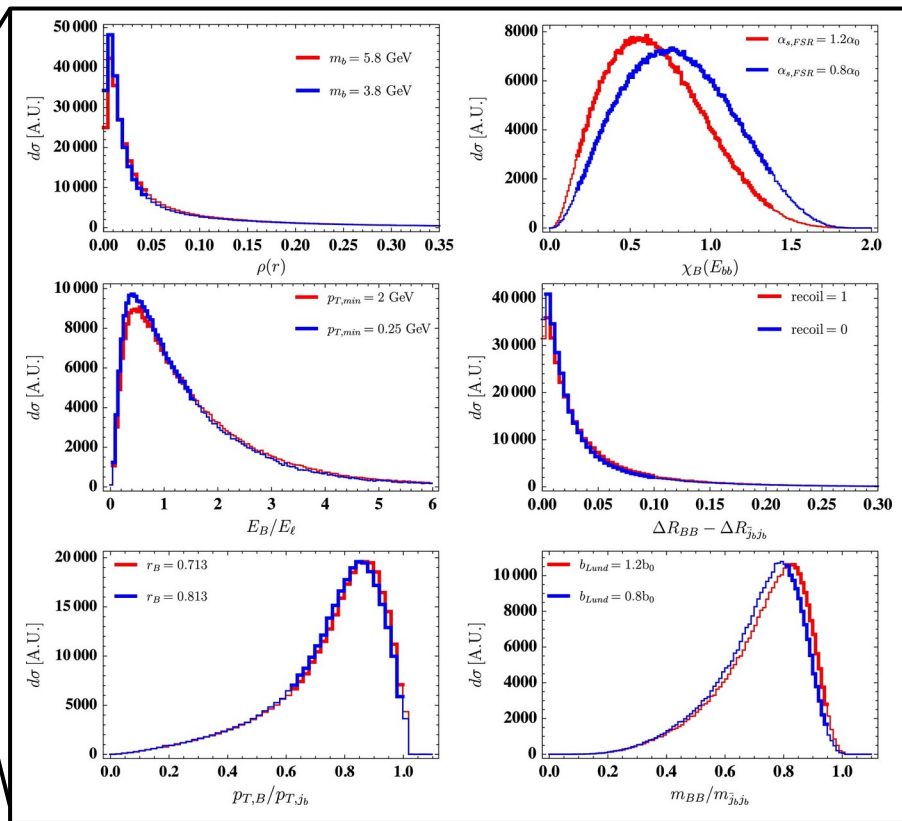 50 000
40 000
30 000
20 000
10 000
0
dσ [A.U.]
m_b = 5.8 GeV
m_b = 3.8 GeV
0.00 0.05 0.10 0.15 0.20 0.25 0.30 0.35
ρ(r)
8000
6000
4000
2000
0
dσ [A.U.]
α_{s,FSR} = 1.2α_0
α_{s,FSR} = 0.8α_0
0.0 0.5 1.0 1.5 2.0
χ_B(E_{bb})
10 000
8000
6000
4000
2000
0
dσ [A.U.]
p_{T,min} = 2 GeV
p_{T,min} = 0.25 GeV
0 1 2 3 4 5 6
E_B/E_ℓ
40 000
30 000
20 000
10 000
0
dσ [A.U.]
recoil = 1
recoil = 0
0.00 0.05 0.10 0.15 0.20 0.25 0.30
ΔR_{BB} − ΔR_{j̄_b j_b}
20 000
15 000
10 000
5000
0
dσ [A.U.]
r_B = 0.713
r_B = 0.813
0.0 0.2 0.4 0.6 0.8 1.0
p_{T,B}/p_{T,j_b}
10 000
8000
6000
4000
2000
0
dσ [A.U.]
b_{Lund} = 1.2b_0
b_{Lund} = 0.8b_0
0.0 0.2 0.4 0.6 0.8 1.0
m_{BB}/m_{j̄_b j_b}